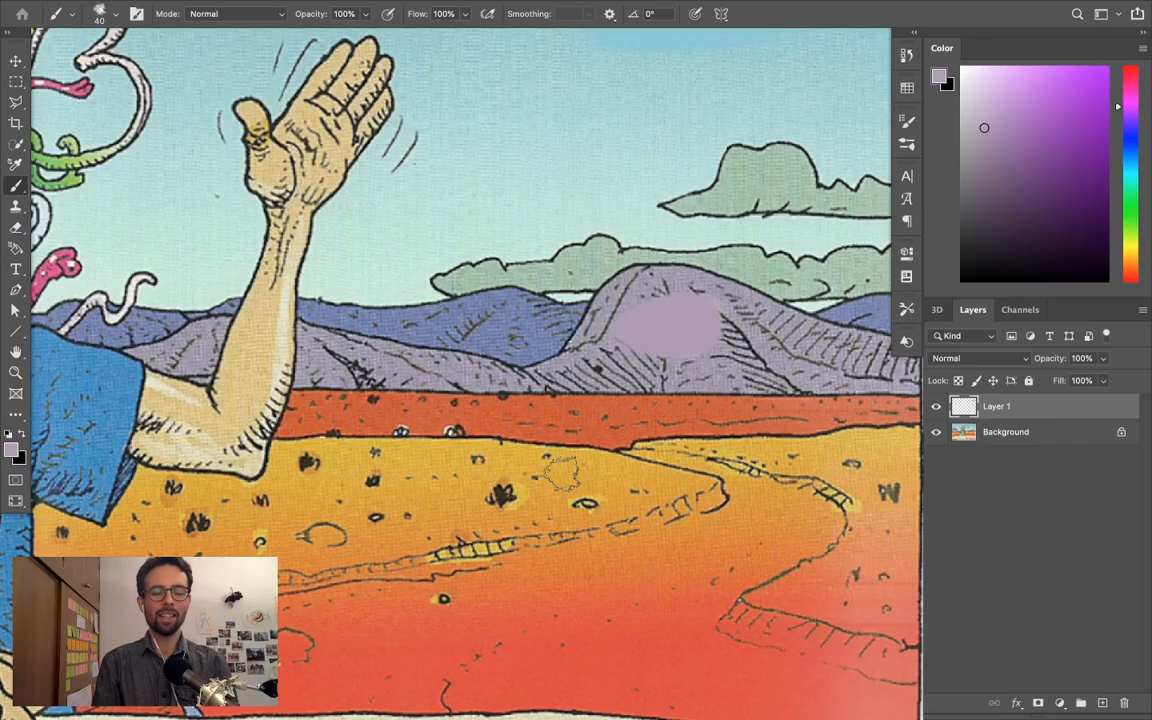 40
Mode: Normal
Opacity: 100%
Flow: 100%
Smoothing:
0°
Color
3D
Layers
Channels
Kind
Normal
Opacity: 100%
Lock:
Fill: 100%
Layer 1
Background